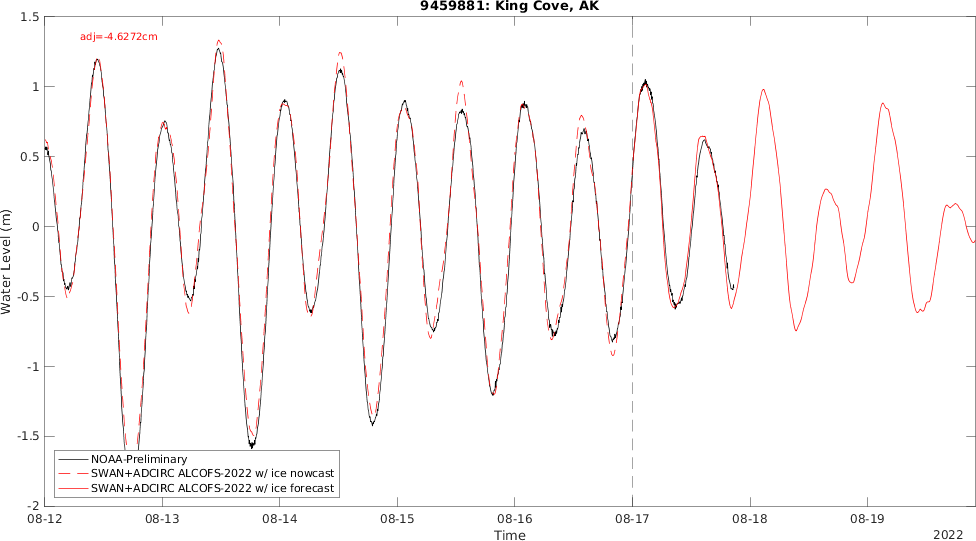 9459881: King Cove, AK
adj=-4.6272cm
1.5
1
0.5
0
-0.5
-1
-1.5
-2
Water Level (m)
NOAA-Preliminary
SWAN+ADCIRC ALCOFS-2022 w/ ice nowcast
SWAN+ADCIRC ALCOFS-2022 w/ ice forecast
08-12 08-13 08-14 08-15 08-16 08-17 08-18 08-19
Time
2022